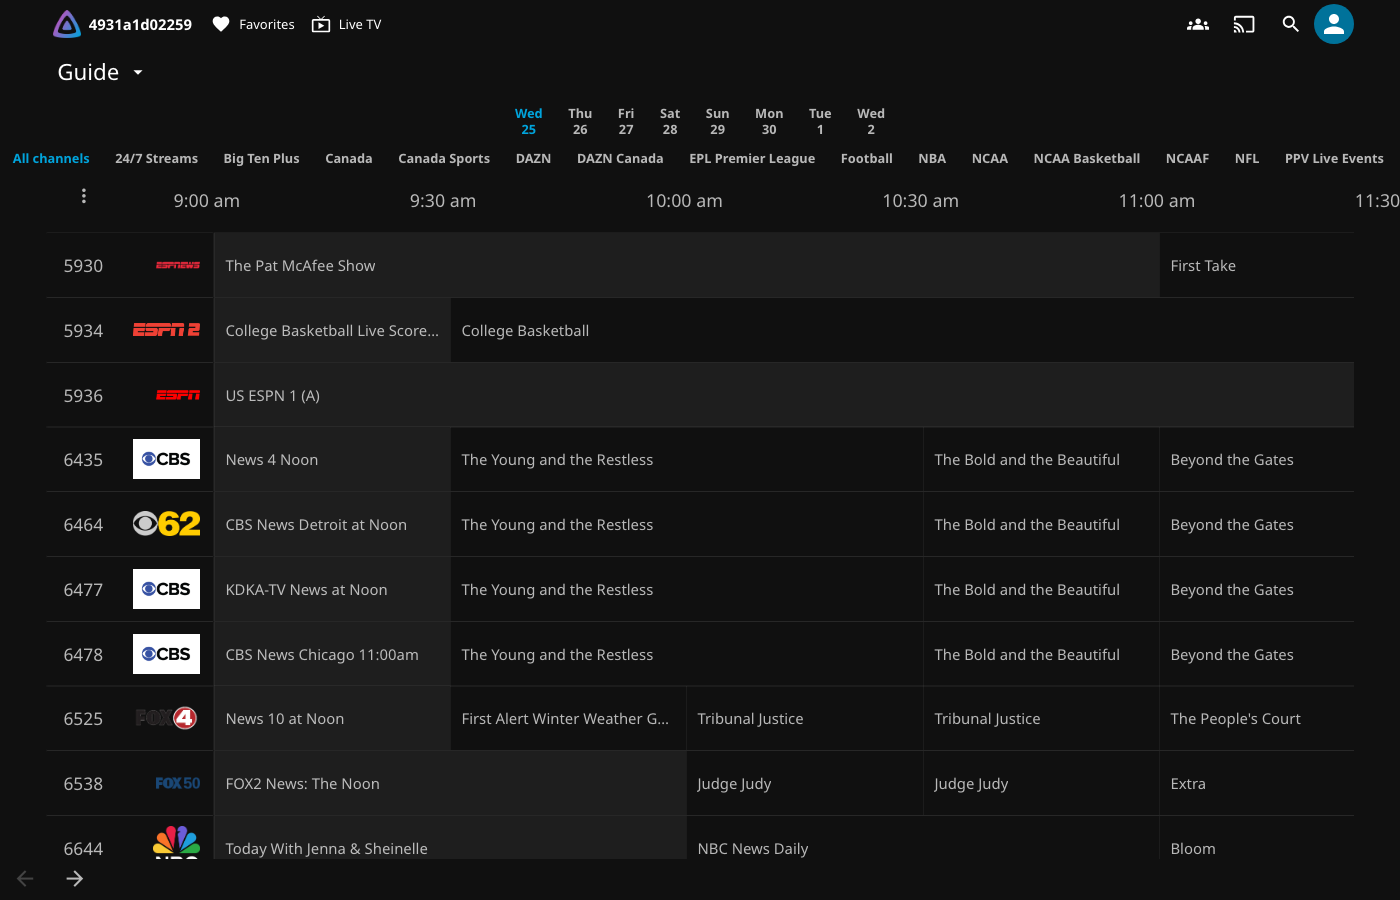 4931a1d02259 Favorites Live TV
Guide
Wed Thu Fri Sat Sun Mon Tue Wed
25 26 27 28 29 30 1 2
All channels 24/7 Streams Big Ten Plus Canada Canada Sports DAZN DAZN Canada EPL Premier League Football NBA NCAA NCAA Basketball NCAAF NFL PPV Live Events
9:00 am 9:30 am 10:00 am 10:30 am 11:00 am 11:30
5930 ESPNEWS The Pat McAfee Show First Take
5934 ESPN 2 College Basketball Live Score... College Basketball
5936 ESPN US ESPN 1 (A)
6435 CBS News 4 Noon The Young and the Restless The Bold and the Beautiful Beyond the Gates
6464 62 CBS News Detroit at Noon The Young and the Restless The Bold and the Beautiful Beyond the Gates
6477 CBS KDKA-TV News at Noon The Young and the Restless The Bold and the Beautiful Beyond the Gates
6478 CBS CBS News Chicago 11:00am The Young and the Restless The Bold and the Beautiful Beyond the Gates
6525 FOX 4 News 10 at Noon First Alert Winter Weather G... Tribunal Justice Tribunal Justice The People's Court
6538 FOX 50 FOX2 News: The Noon Judge Judy Judge Judy Extra
6644 NBC Today With Jenna & Sheinelle NBC News Daily Bloom